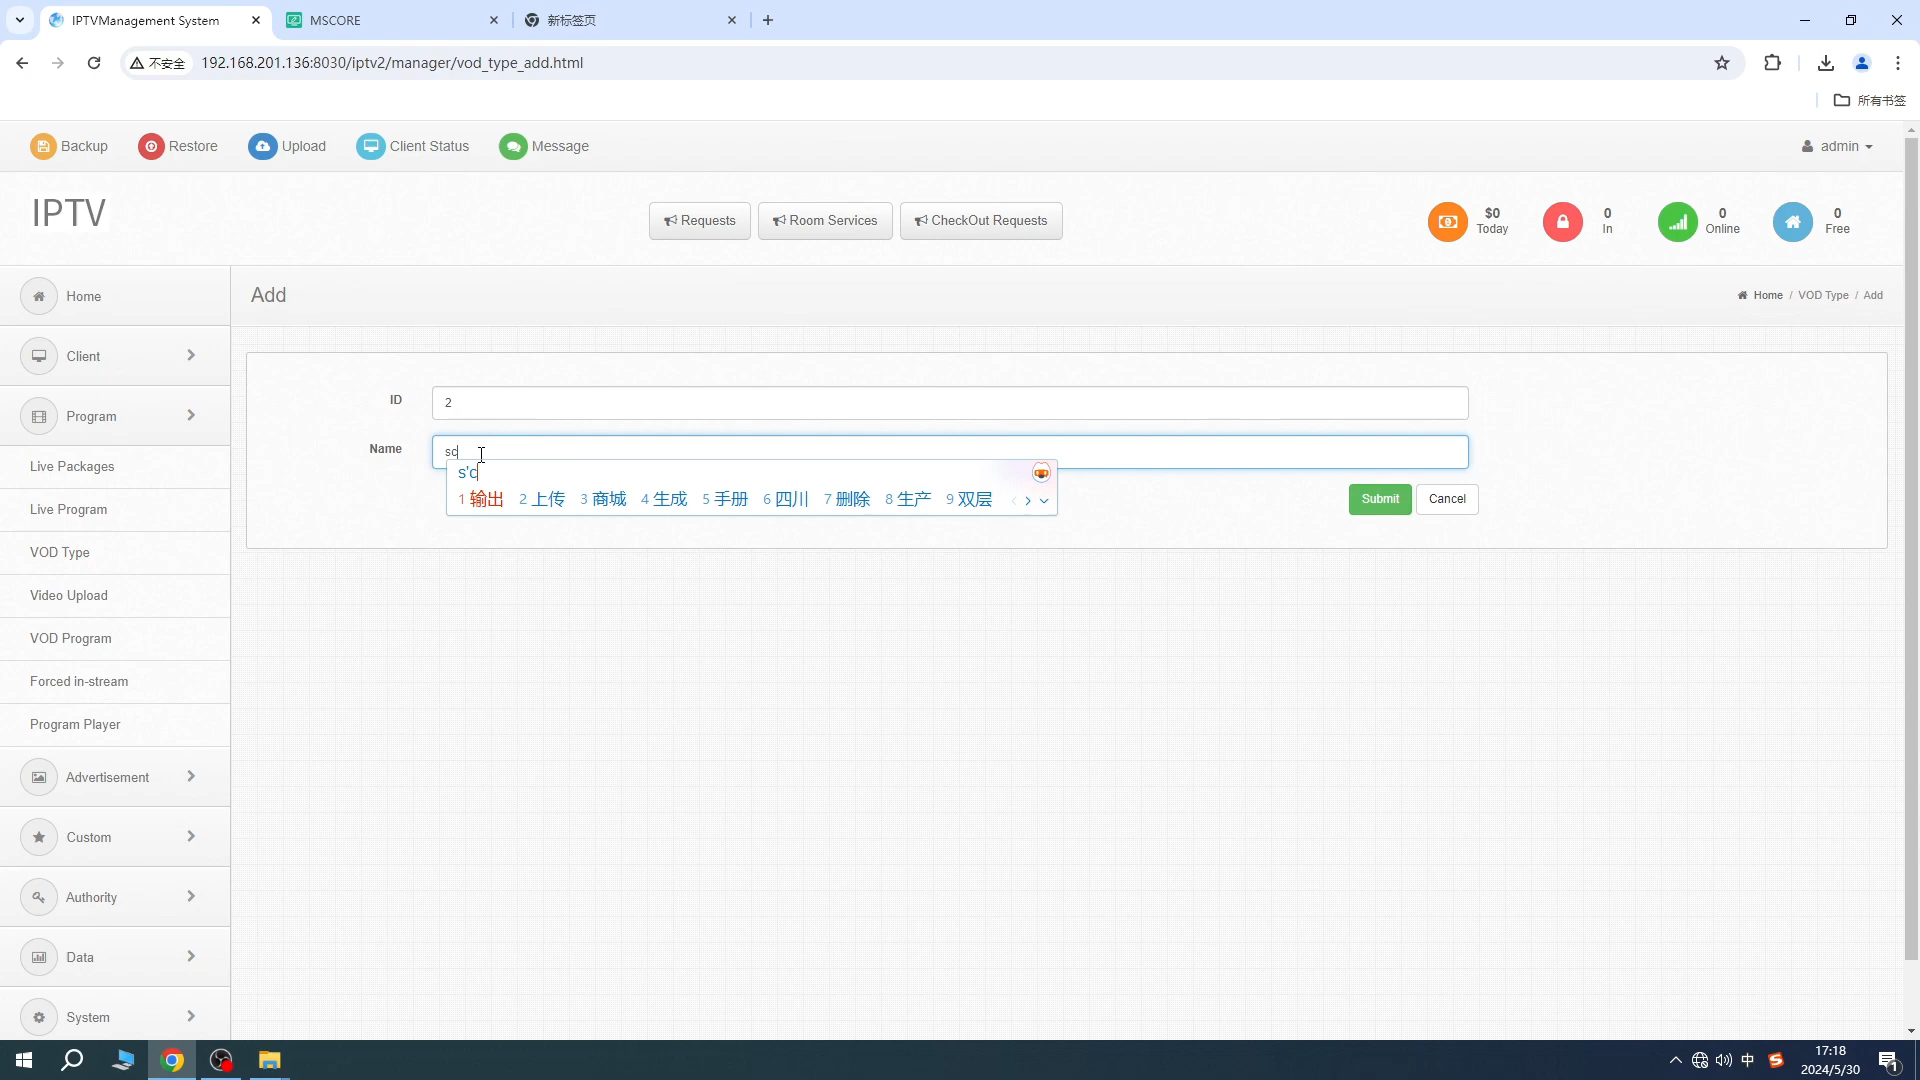 IPTVManagement System
MSCORE
新标签页
不安全
192.168.201.136:8030/iptv2/manager/vod_type_add.html
所有书签
Backup
Restore
Upload
Client Status
Message
admin
IPTV
Requests
Room Services
CheckOut Requests
$0
Today
0
In
0
Online
0
Free
Home
Client
Program
Live Packages
Live Program
VOD Type
Video Upload
VOD Program
Forced in-stream
Program Player
Advertisement
Custom
Authority
Data
System
Add
Home / VOD Type / Add
ID
2
Name
sc
s'c
1 输出 2 上传 3 商城 4 生成 5 手册 6 四川 7 删除 8 生产 9 双层
Submit
Cancel
中
S
17:18
2024/5/30
1